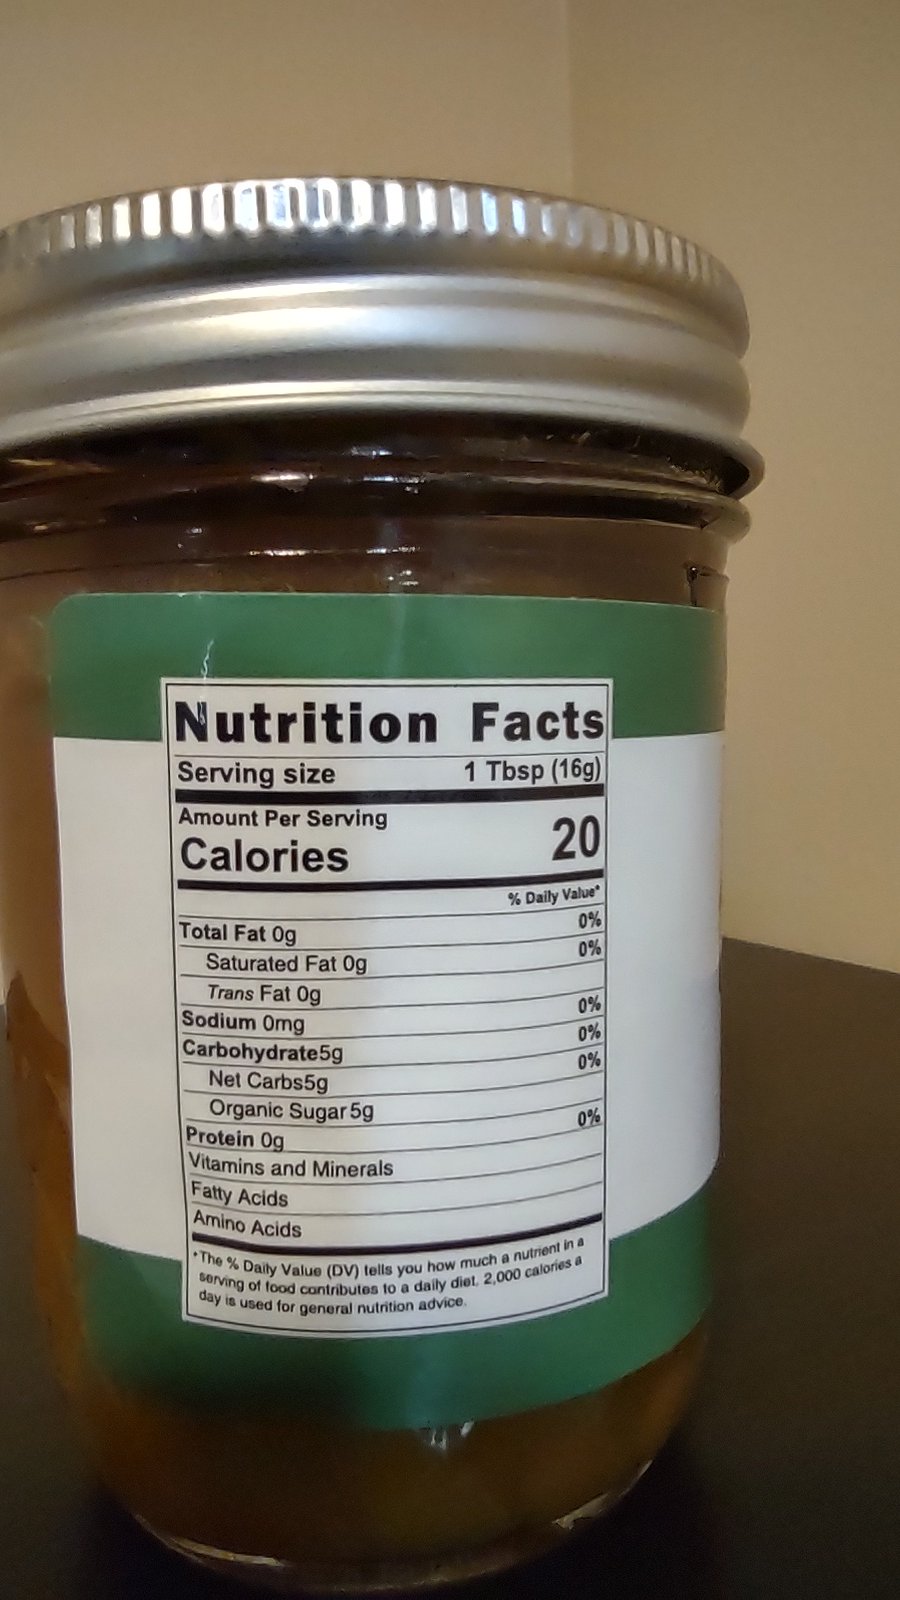 Nutrition Facts
Serving size 1 Tbsp (16g)
Amount Per Serving
Calories 20
% Daily Value*
Total Fat 0g 0%
Saturated Fat 0g 0%
Trans Fat 0g
Sodium 0mg 0%
Carbohydrate5g 0%
Net Carbs5g 0%
Organic Sugar 5g
Protein 0g 0%
Vitamins and Minerals
Fatty Acids
Amino Acids
*The % Daily Value (DV) tells you how much a nutrient in a
serving of food contributes to a daily diet. 2,000 calories a
day is used for general nutrition advice.